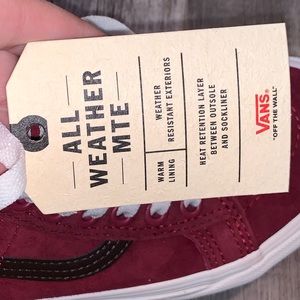 ALL
WEATHER
MTE
WARM
LINING
WEATHER
RESISTANT EXTERIORS
HEAT RETENTION LAYER
BETWEEN OUTSOLE
AND SOCKLINER
VANS
"OFF THE WALL"